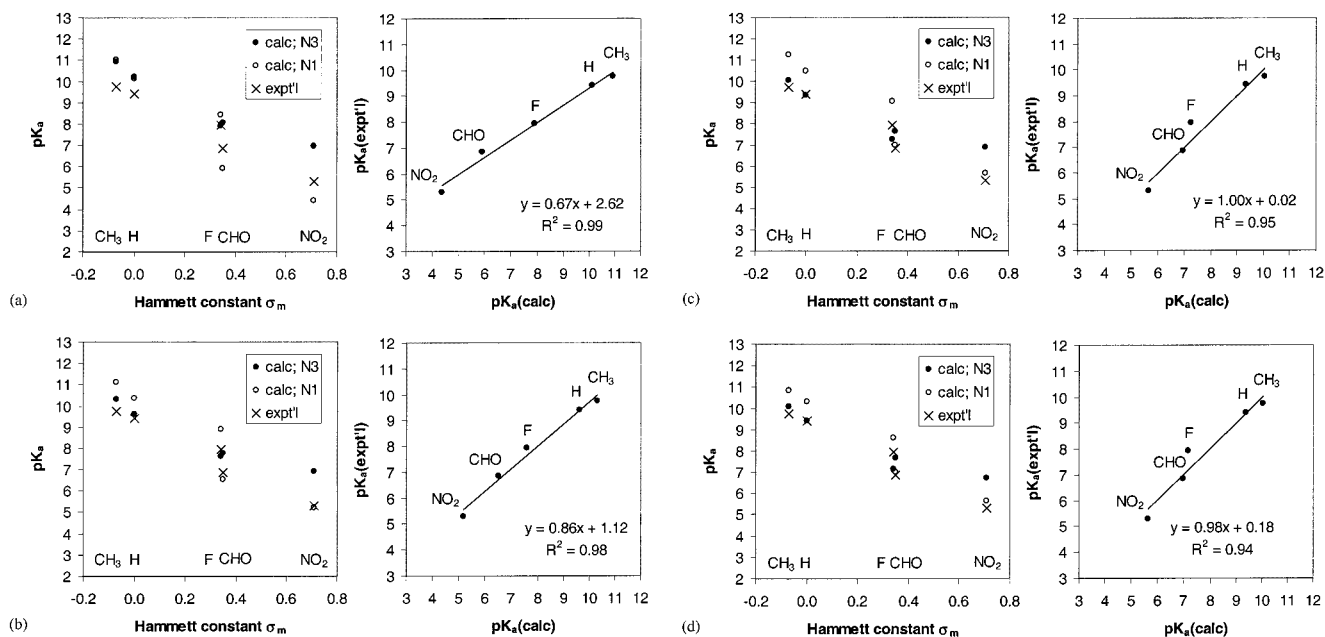 13
12
11
10
9
8
7
6
5
4
3
2
pKa
● calc; N3
○ calc; N1
× expt'l
CH3 H F CHO NO2
-0.2 0.0 0.2 0.4 0.6 0.8
Hammett constant σm
(a)
12
11
10
9
8
7
6
5
4
3
pKa(expt'l)
CH3
H
F
CHO
NO2
y = 0.67x + 2.62
R2 = 0.99
3 4 5 6 7 8 9 10 11 12
pKa(calc)
13
12
11
10
9
8
7
6
5
4
3
2
pKa
● calc; N3
○ calc; N1
× expt'l
CH3 H F CHO NO2
-0.2 0.0 0.2 0.4 0.6 0.8
Hammett constant σm
(c)
12
11
10
9
8
7
6
5
4
3
pKa(expt'l)
CH3
H
F
CHO
NO2
y = 1.00x + 0.02
R2 = 0.95
3 4 5 6 7 8 9 10 11 12
pKa(calc)
13
12
11
10
9
8
7
6
5
4
3
2
pKa
● calc; N3
○ calc; N1
× expt'l
CH3 H F CHO NO2
-0.2 0.0 0.2 0.4 0.6 0.8
Hammett constant σm
(b)
12
11
10
9
8
7
6
5
4
3
pKa(expt'l)
CH3
H
F
CHO
NO2
y = 0.86x + 1.12
R2 = 0.98
3 4 5 6 7 8 9 10 11 12
pKa(calc)
13
12
11
10
9
8
7
6
5
4
3
2
pKa
● calc; N3
○ calc; N1
× expt'l
CH3 H F CHO NO2
-0.2 0.0 0.2 0.4 0.6 0.8
Hammett constant σm
(d)
12
11
10
9
8
7
6
5
4
3
pKa(expt'l)
CH3
H
F
CHO
NO2
y = 0.98x + 0.18
R2 = 0.94
3 4 5 6 7 8 9 10 11 12
pKa(calc)